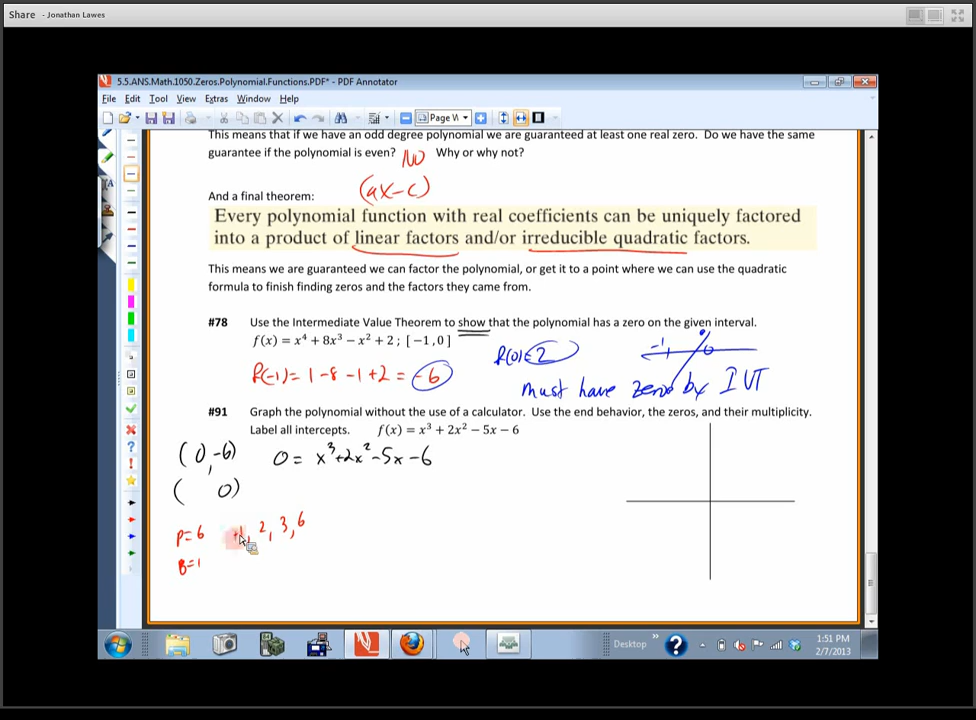 Share - Jonathan Lawes
5.5.ANS.Math.1050.Zeros.Polynomial.Functions.PDF* - PDF Annotator
File Edit Tool View Extras Window Help
Page W
This means that if we have an odd degree polynomial we are guaranteed at least one real zero. Do we have the same
guarantee if the polynomial is even? NO Why or why not?
And a final theorem: (ax-c)
Every polynomial function with real coefficients can be uniquely factored
into a product of linear factors and/or irreducible quadratic factors.
This means we are guaranteed we can factor the polynomial, or get it to a point where we can use the quadratic
formula to finish finding zeros and the factors they came from.
#78 Use the Intermediate Value Theorem to show that the polynomial has a zero on the given interval.
f(x) = x⁴ + 8x³ − x² + 2 ; [−1,0]
f(0)=2
-1 0
f(-1)= 1-8-1+2 = -6
must have zero by IVT
#91 Graph the polynomial without the use of a calculator. Use the end behavior, the zeros, and their multiplicity.
Label all intercepts. f(x) = x³ + 2x² − 5x − 6
(0,-6) 0= x³+2x²-5x-6
( 0)
P=6 ±1, 2, 3, 6
Desktop
1:51 PM
2/7/2013